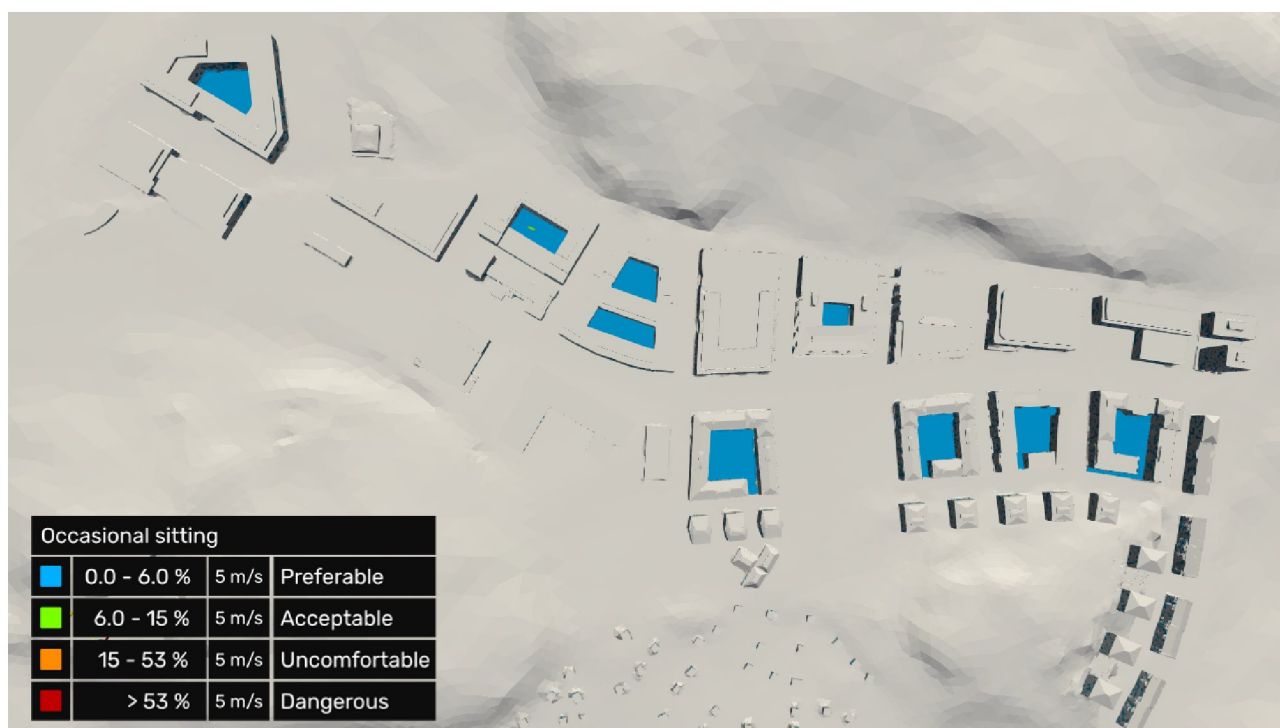 Occasional sitting
0.0 - 6.0 % 5 m/s Preferable
6.0 - 15 % 5 m/s Acceptable
15 - 53 % 5 m/s Uncomfortable
> 53 % 5 m/s Dangerous